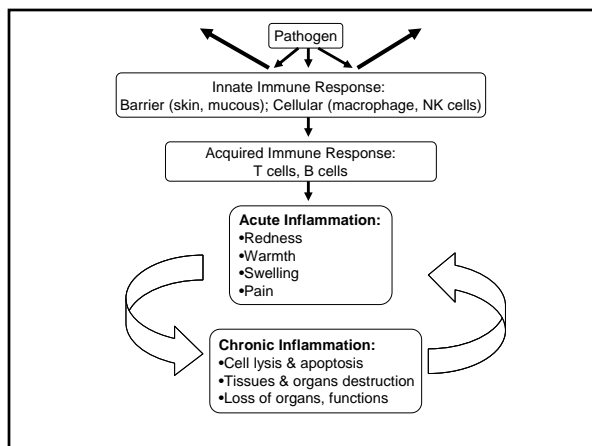 Pathogen
Innate Immune Response:
Barrier (skin, mucous); Cellular (macrophage, NK cells)
Acquired Immune Response:
T cells, B cells
Acute Inflammation:
•Redness
•Warmth
•Swelling
•Pain
Chronic Inflammation:
•Cell lysis & apoptosis
•Tissues & organs destruction
•Loss of organs, functions